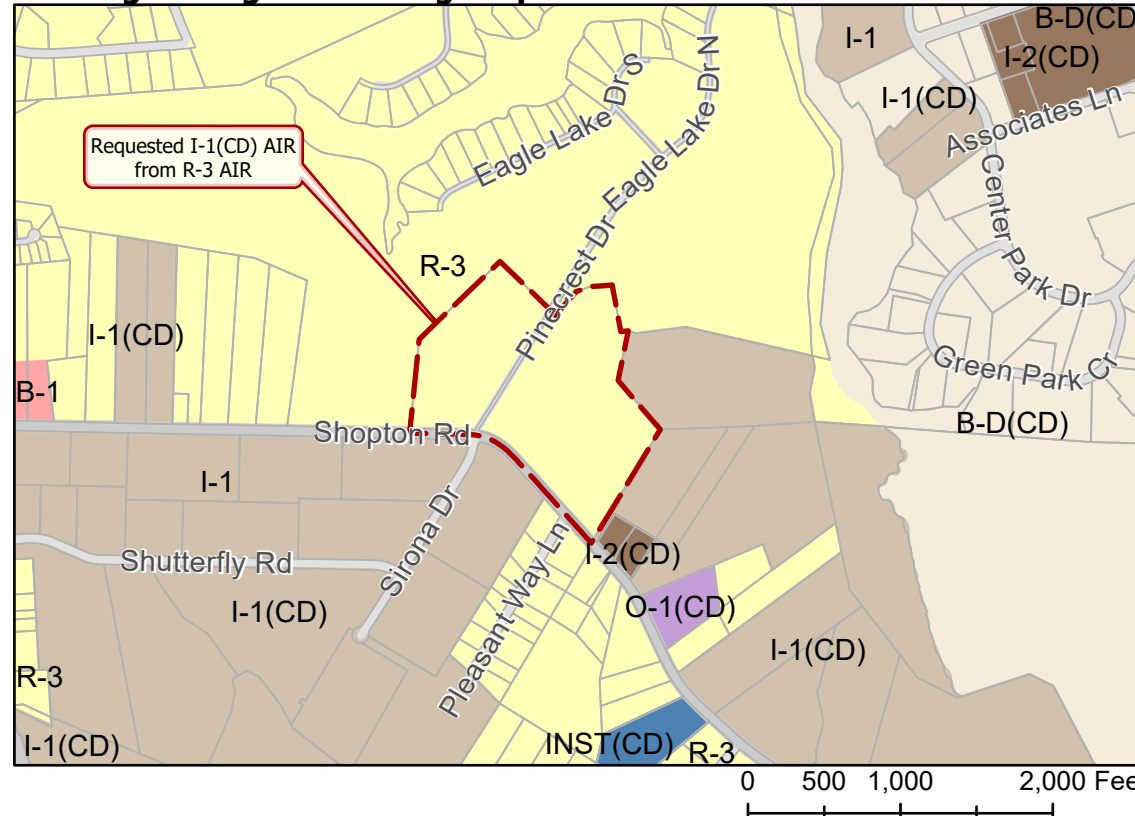 I-1
B-D(CD
I-2(CD)
I-1(CD)
Associates Ln
Eagle Lake Dr S
Eagle Lake Dr N
Requested I-1(CD) AIR
from R-3 AIR
Center Park Dr
R-3
Pinecrest Dr
I-1(CD)
Green Park Cr
B-1
B-D(CD)
Shopton Rd
I-1
Sirona Dr
Pleasant Way Ln
I-2(CD)
Shutterfly Rd
I-1(CD)
O-1(CD)
I-1(CD)
R-3
I-1(CD)
INST(CD)
R-3
0 500 1,000 2,000 Fee